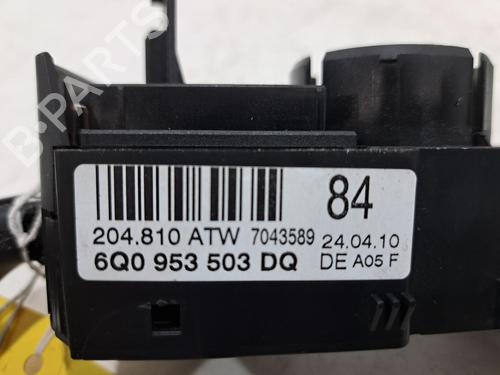 B-PARTS
84
204.810 ATW 7043589 24.04.10
6Q0 953 503 DQ DE A05 F